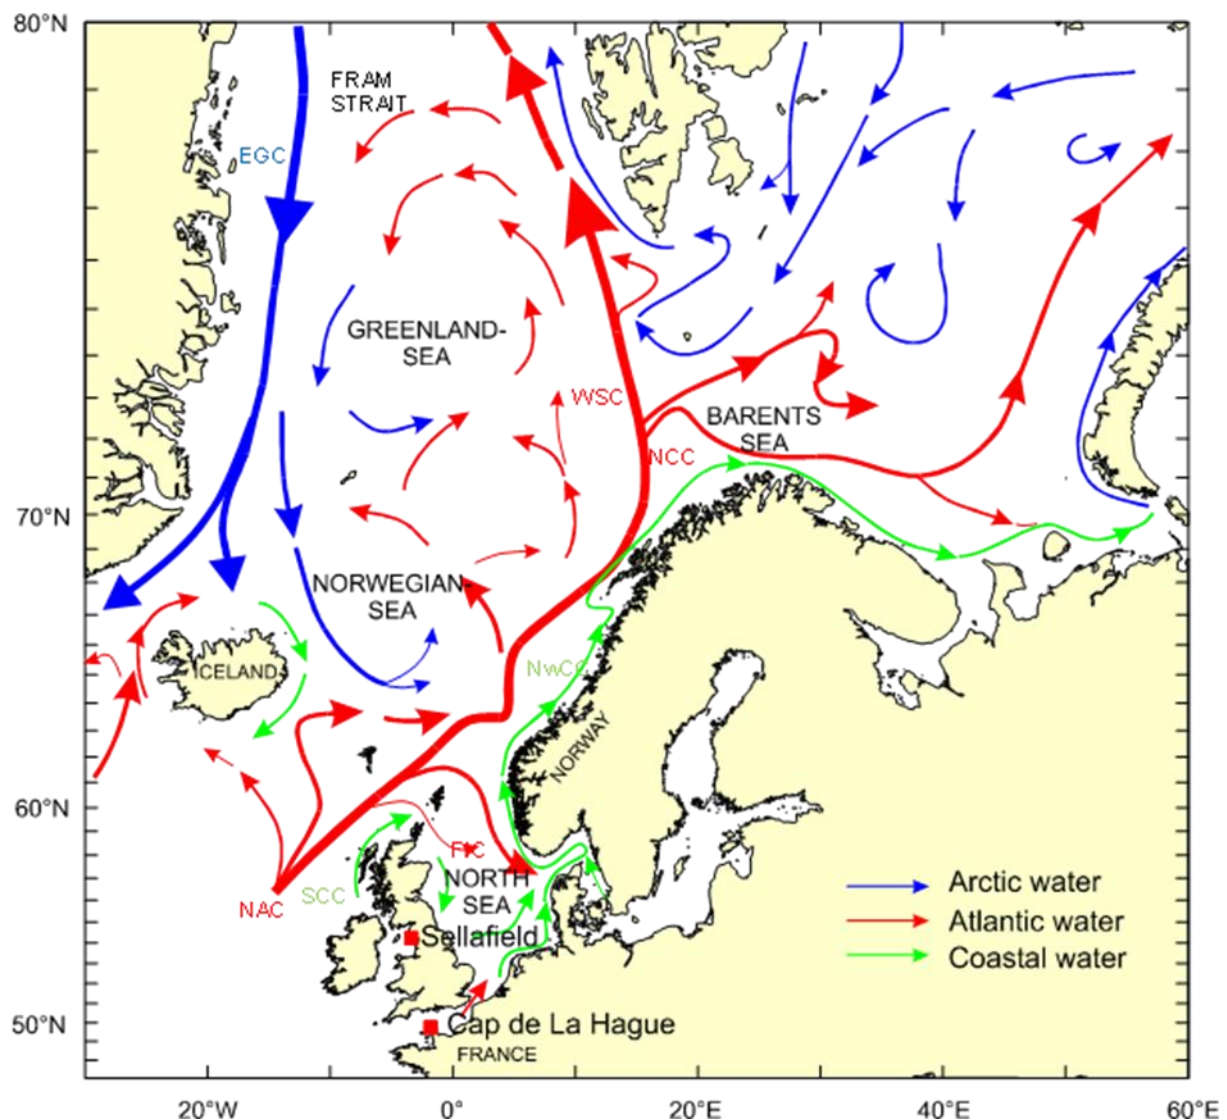 80°N
FRAM
STRAIT
EGC
GREENLAND-
SEA
WSC
BARENTS
SEA
NCC
70°N
NORWEGIAN-
SEA
ICELAND
NwCC
NORWAY
60°N
FIC
NORTH
SEA
SCC
NAC
Arctic water
Atlantic water
Coastal water
Sellafield
50°N
Cap de La Hague
FRANCE
20°W
0°
20°E
40°E
60°E